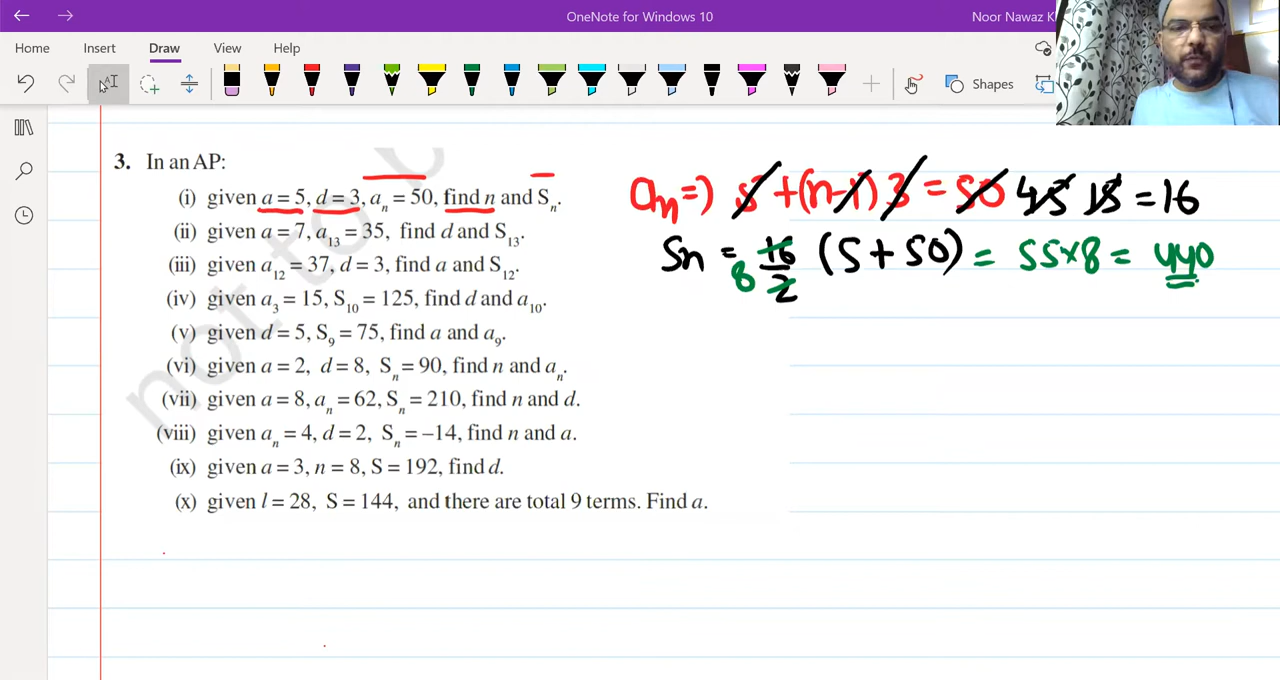 OneNote for Windows 10
Noor Nawaz K
Home Insert Draw View Help
Shapes
3. In an AP:
(i) given a = 5, d = 3, aₙ = 50, find n and Sₙ.
(ii) given a = 7, a₁₃ = 35, find d and S₁₃.
(iii) given a₁₂ = 37, d = 3, find a and S₁₂.
(iv) given a₃ = 15, S₁₀ = 125, find d and a₁₀.
(v) given d = 5, S₉ = 75, find a and a₉.
(vi) given a = 2, d = 8, Sₙ = 90, find n and aₙ.
(vii) given a = 8, aₙ = 62, Sₙ = 210, find n and d.
(viii) given aₙ = 4, d = 2, Sₙ = –14, find n and a.
(ix) given a = 3, n = 8, S = 192, find d.
(x) given l = 28, S = 144, and there are total 9 terms. Find a.
not to
aₙ =) 5 + (n-1) 3 = 50 45 15 = 16
Sn = 8 16/2 (5 + 50) = 55 × 8 = 440